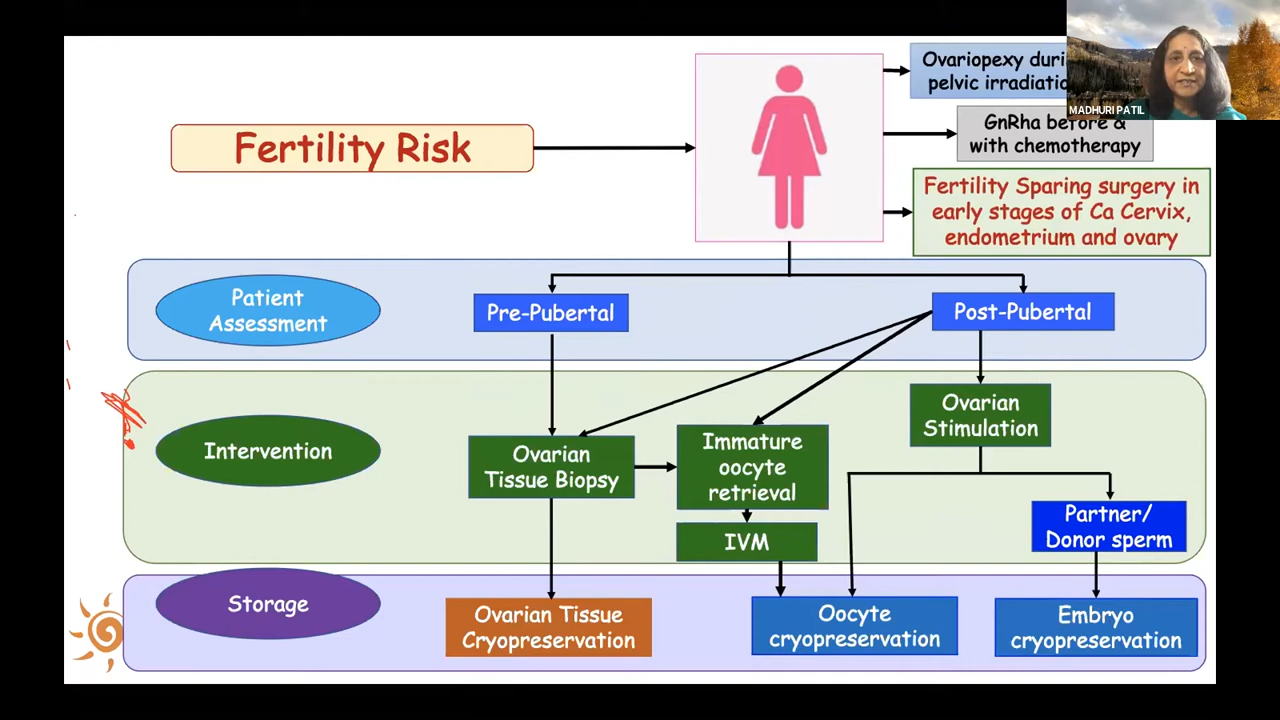 Ovariopexy
pelvic
MADHURI PATIL
GnRha before &
with chemotherapy
Fertility Risk
Fertility Sparing surgery in
early stages of Ca Cervix,
endometrium and ovary
Patient
Assessment
Pre-Pubertal
Post-Pubertal
Intervention
Ovarian
Tissue Biopsy
Immature
oocyte
retrieval
IVM
Ovarian
Stimulation
Partner/
Donor sperm
Storage
Ovarian Tissue
Cryopreservation
Oocyte
cryopreservation
Embryo
cryopreservation